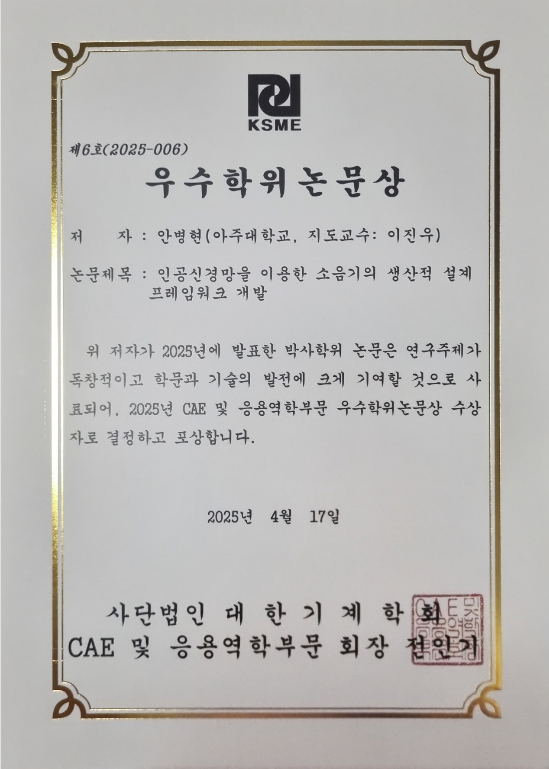 KSME
제6호(2025-006)
우수학위논문상
저 자 : 안병현(아주대학교, 지도교수: 이진우)
논문제목 : 인공신경망을 이용한 소음기의 생산적 설계
프레임워크 개발
위 저자가 2025년에 발표한 박사학위 논문은 연구주제가
독창적이고 학문과 기술의 발전에 크게 기여할 것으로 사
료되어, 2025년 CAE 및 응용역학부문 우수학위논문상 수상
자로 결정하고 포상합니다.
2025년 4월 17일
사단법인 대 한 기 계 학 회
CAE 및 응용역학부문 회장 전인기